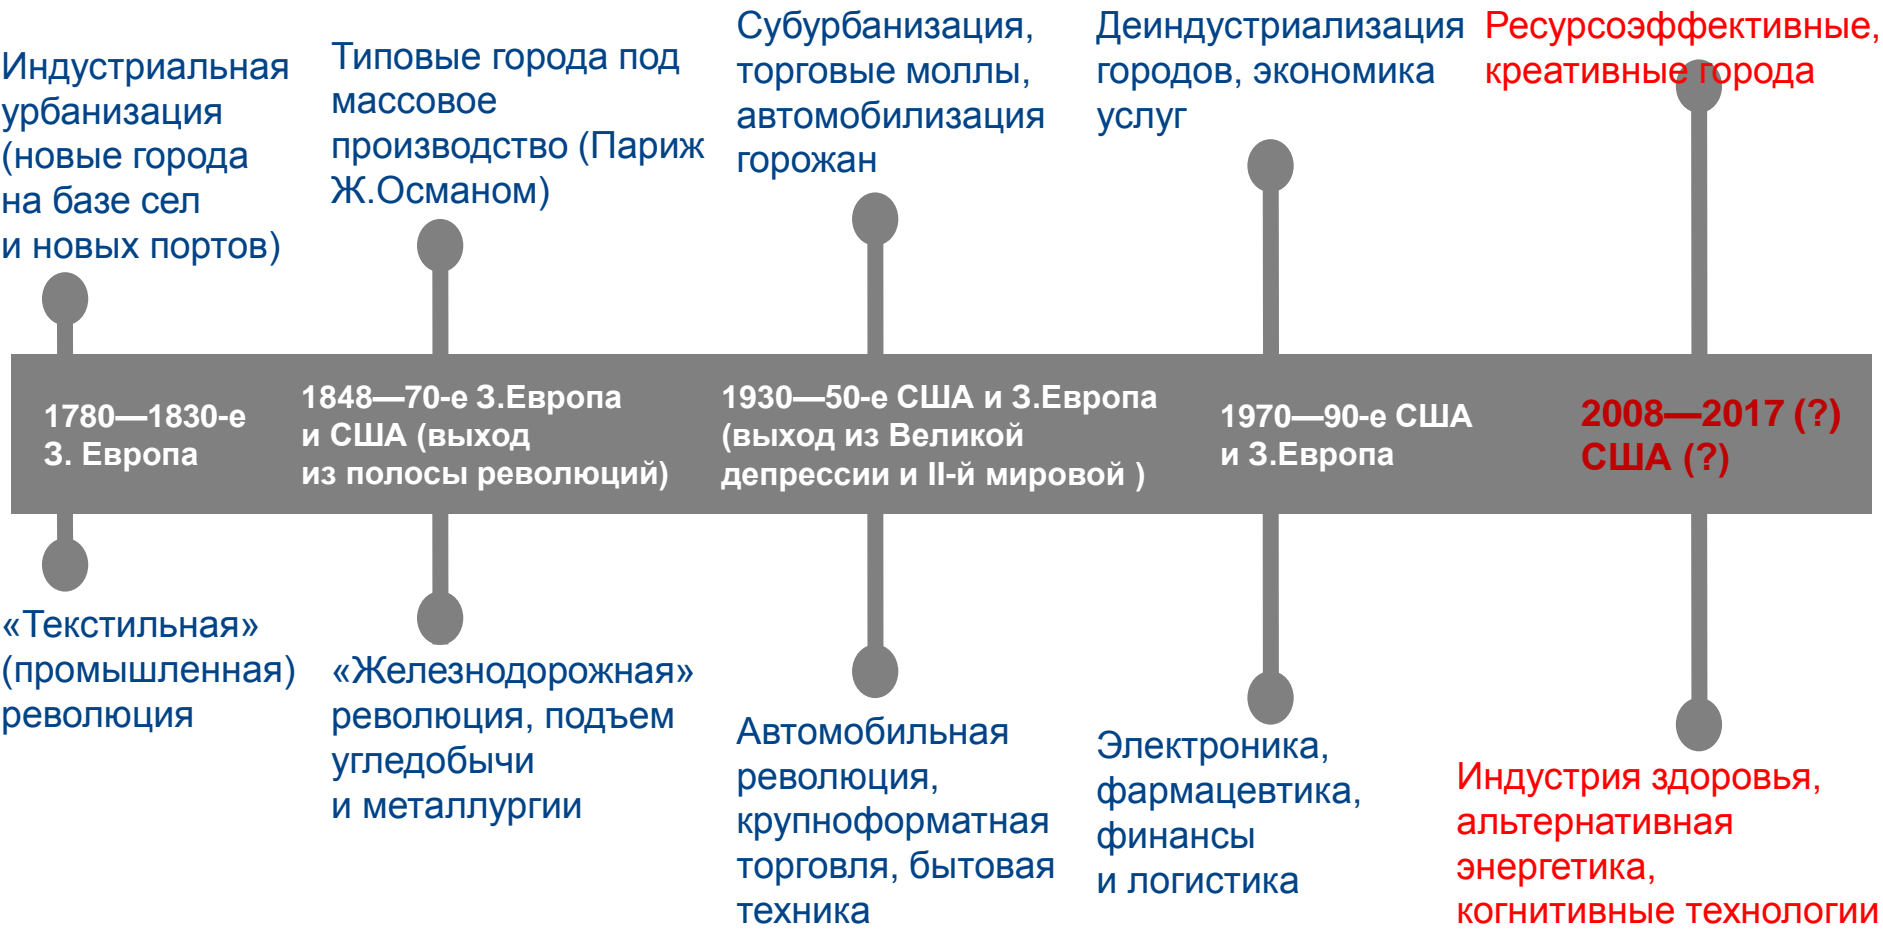 Индустриальная
урбанизация
(новые города
на базе сел
и новых портов)
Типовые города под
массовое
производство (Париж
Ж.Османом)
Субурбанизация,
торговые моллы,
автомобилизация
горожан
Деиндустриализация
городов, экономика
услуг
Ресурсоэффективные,
креативные города
1780—1830-е
З. Европа
1848—70-е З.Европа
и США (выход
из полосы революций)
1930—50-е США и З.Европа
(выход из Великой
депрессии и II-й мировой )
1970—90-е США
и З.Европа
2008—2017 (?)
США (?)
«Текстильная»
(промышленная)
революция
«Железнодорожная»
революция, подъем
угледобычи
и металлургии
Автомобильная
революция,
крупноформатная
торговля, бытовая
техника
Электроника,
фармацевтика,
финансы
и логистика
Индустрия здоровья,
альтернативная
энергетика,
когнитивные технологии